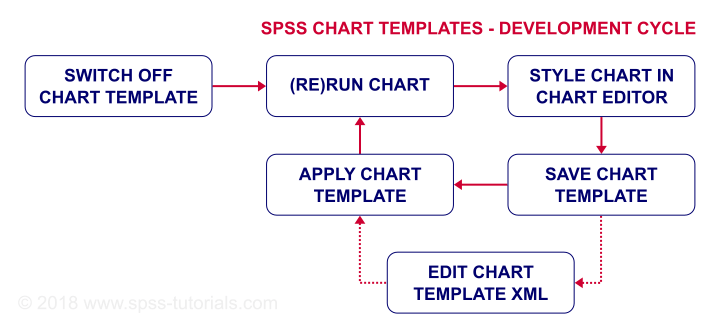 SPSS CHART TEMPLATES - DEVELOPMENT CYCLE
SWITCH OFF
CHART TEMPLATE
(RE)RUN CHART
STYLE CHART IN
CHART EDITOR
APPLY CHART
TEMPLATE
SAVE CHART
TEMPLATE
EDIT CHART
TEMPLATE XML
© 2018 www.spss-tutorials.com